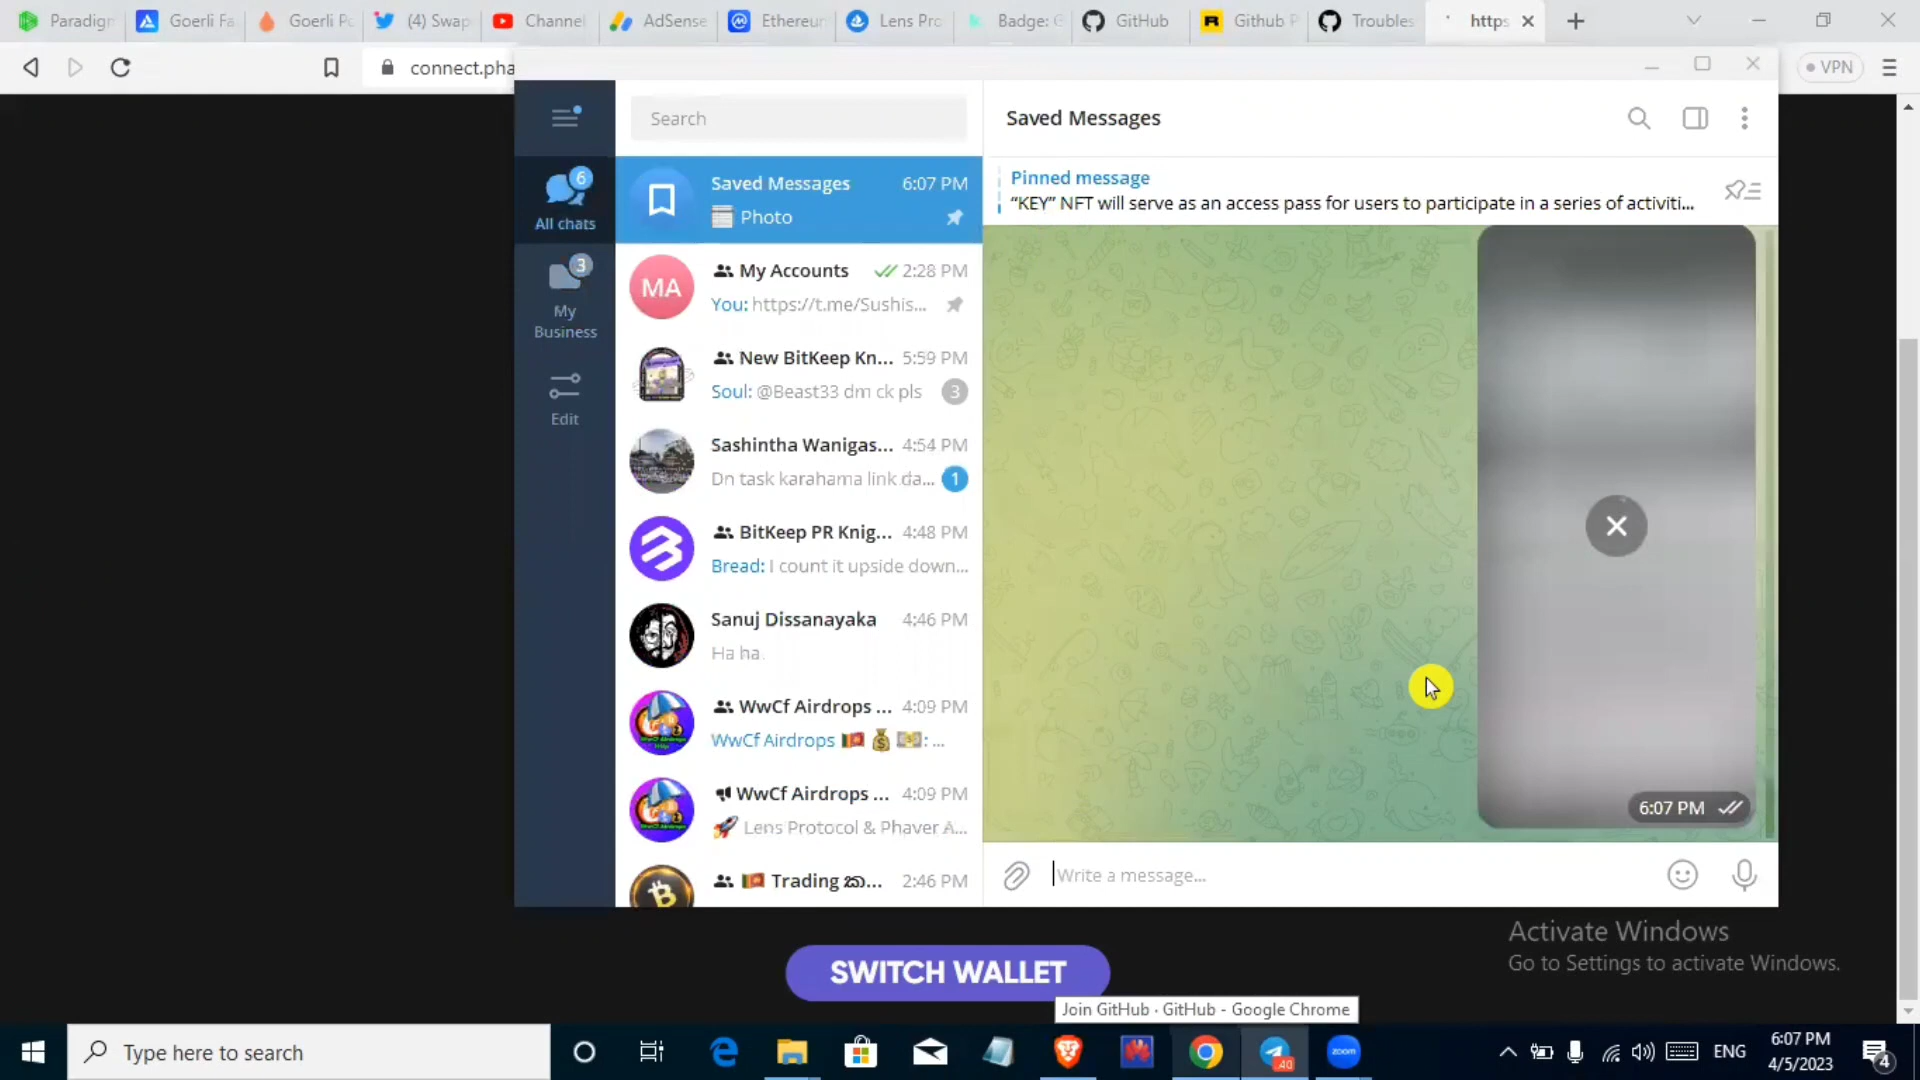 Paradigm
Goerli Fa
Goerli Po
(4) Swap
Channel
AdSense
Ethereum
Lens Pro
Badge: G
GitHub
Github P
Troubles
https
connect.pha
VPN
Search
Saved Messages
Pinned message
“KEY” NFT will serve as an access pass for users to participate in a series of activiti...
6
All chats
3
My
Business
Edit
Saved Messages 6:07 PM
Photo
MA
My Accounts 2:28 PM
You: https://t.me/Sushis...
New BitKeep Kn... 5:59 PM
Soul: @Beast33 dm ck pls 3
Sashintha Wanigas... 4:54 PM
Dn task karahama link da... 1
BitKeep PR Knig... 4:48 PM
Bread: I count it upside down...
Sanuj Dissanayaka 4:46 PM
Ha ha.
WwCf Airdrops ... 4:09 PM
WwCf Airdrops 🇱🇰 💰 💵: ...
WwCf Airdrops ... 4:09 PM
🚀 Lens Protocol & Phaver A...
🇱🇰 Trading ක... 2:46 PM
6:07 PM
Write a message...
Activate Windows
Go to Settings to activate Windows.
SWITCH WALLET
Join GitHub · GitHub - Google Chrome
Type here to search
zoom
40
ENG
6:07 PM
4/5/2023
4